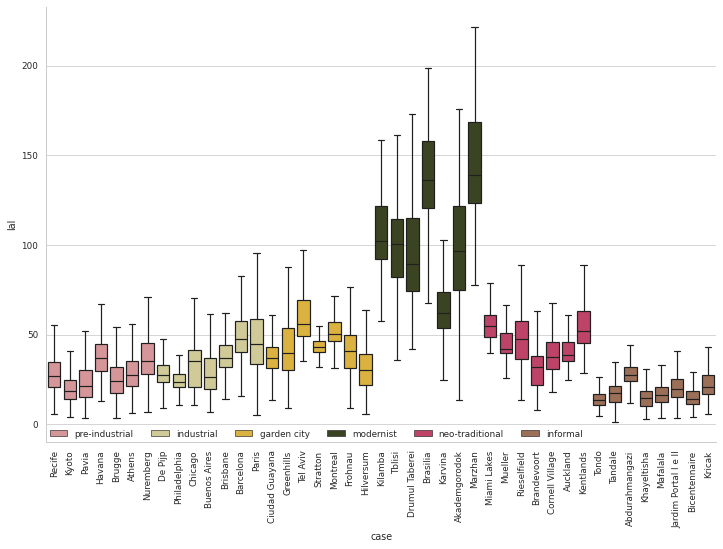 200
150
100
50
0
lal
pre-industrial industrial garden city modernist neo-traditional informal
Recife
Kyoto
Pavia
Havana
Brugge
Athens
Nuremberg
De Pijp
Philadelphia
Chicago
Buenos Aires
Brisbane
Barcelona
Paris
Ciudad Guayana
Greenhills
Tel Aviv
Stratton
Montreal
Frohnau
Hilversum
Kilamba
Tblisi
Drumul Taberei
Brasilia
Karvina
Akademgorodok
Marzhan
Miami Lakes
Mueller
Rieselfield
Brandevoort
Cornell Village
Auckland
Kentlands
Tondo
Tandale
Abdurahmangazi
Khayelitsha
Mafalala
Jardim Portal I e II
Bicentennaire
Kricak
case